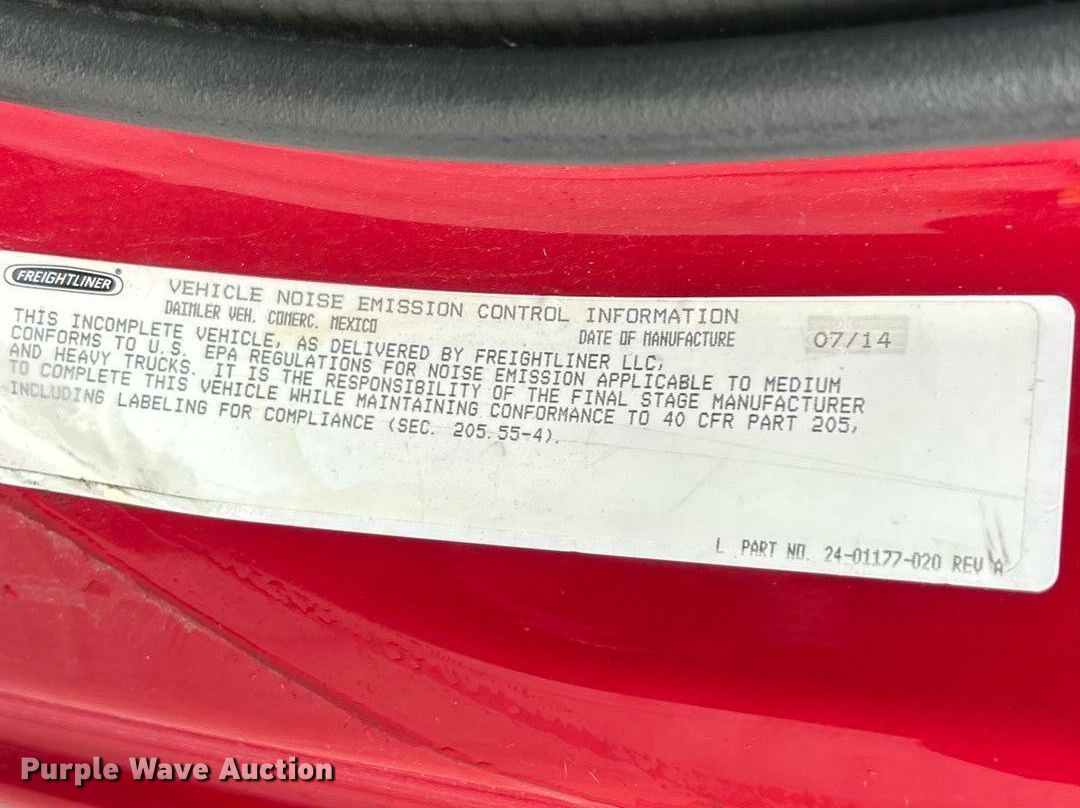 FREIGHTLINER®
VEHICLE NOISE EMISSION CONTROL INFORMATION
DAIMLER VEH. COMERC. MEXICO DATE OF MANUFACTURE 07/14
THIS INCOMPLETE VEHICLE, AS DELIVERED BY FREIGHTLINER LLC,
CONFORMS TO U.S. EPA REGULATIONS FOR NOISE EMISSION APPLICABLE TO MEDIUM
AND HEAVY TRUCKS. IT IS THE RESPONSIBILITY OF THE FINAL STAGE MANUFACTURER
TO COMPLETE THIS VEHICLE WHILE MAINTAINING CONFORMANCE TO 40 CFR PART 205,
INCLUDING LABELING FOR COMPLIANCE (SEC. 205.55-4).
L PART NO. 24-01177-020 REV A
Purple Wave Auction